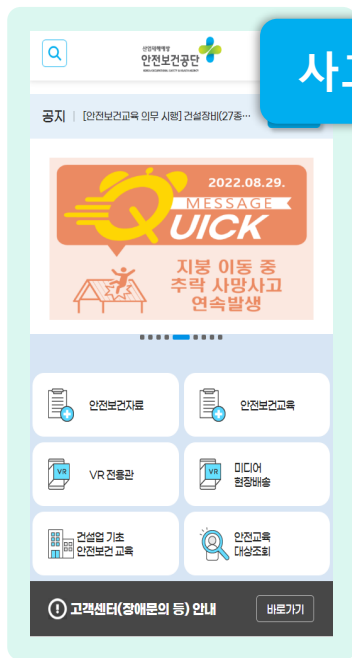 산업재해예방
안전보건공단
사고
공지 | [안전보건교육 의무 시행] 건설장비(27종…
2022.08.29.
MESSAGE
QUICK
지붕 이동 중
추락 사망사고
연속발생
안전보건자료
안전보건교육
VR
VR 전용관
VR
미디어
현장배송
건설업 기초
안전보건 교육
안전교육
대상조회
고객센터(장애문의 등) 안내
바로가기